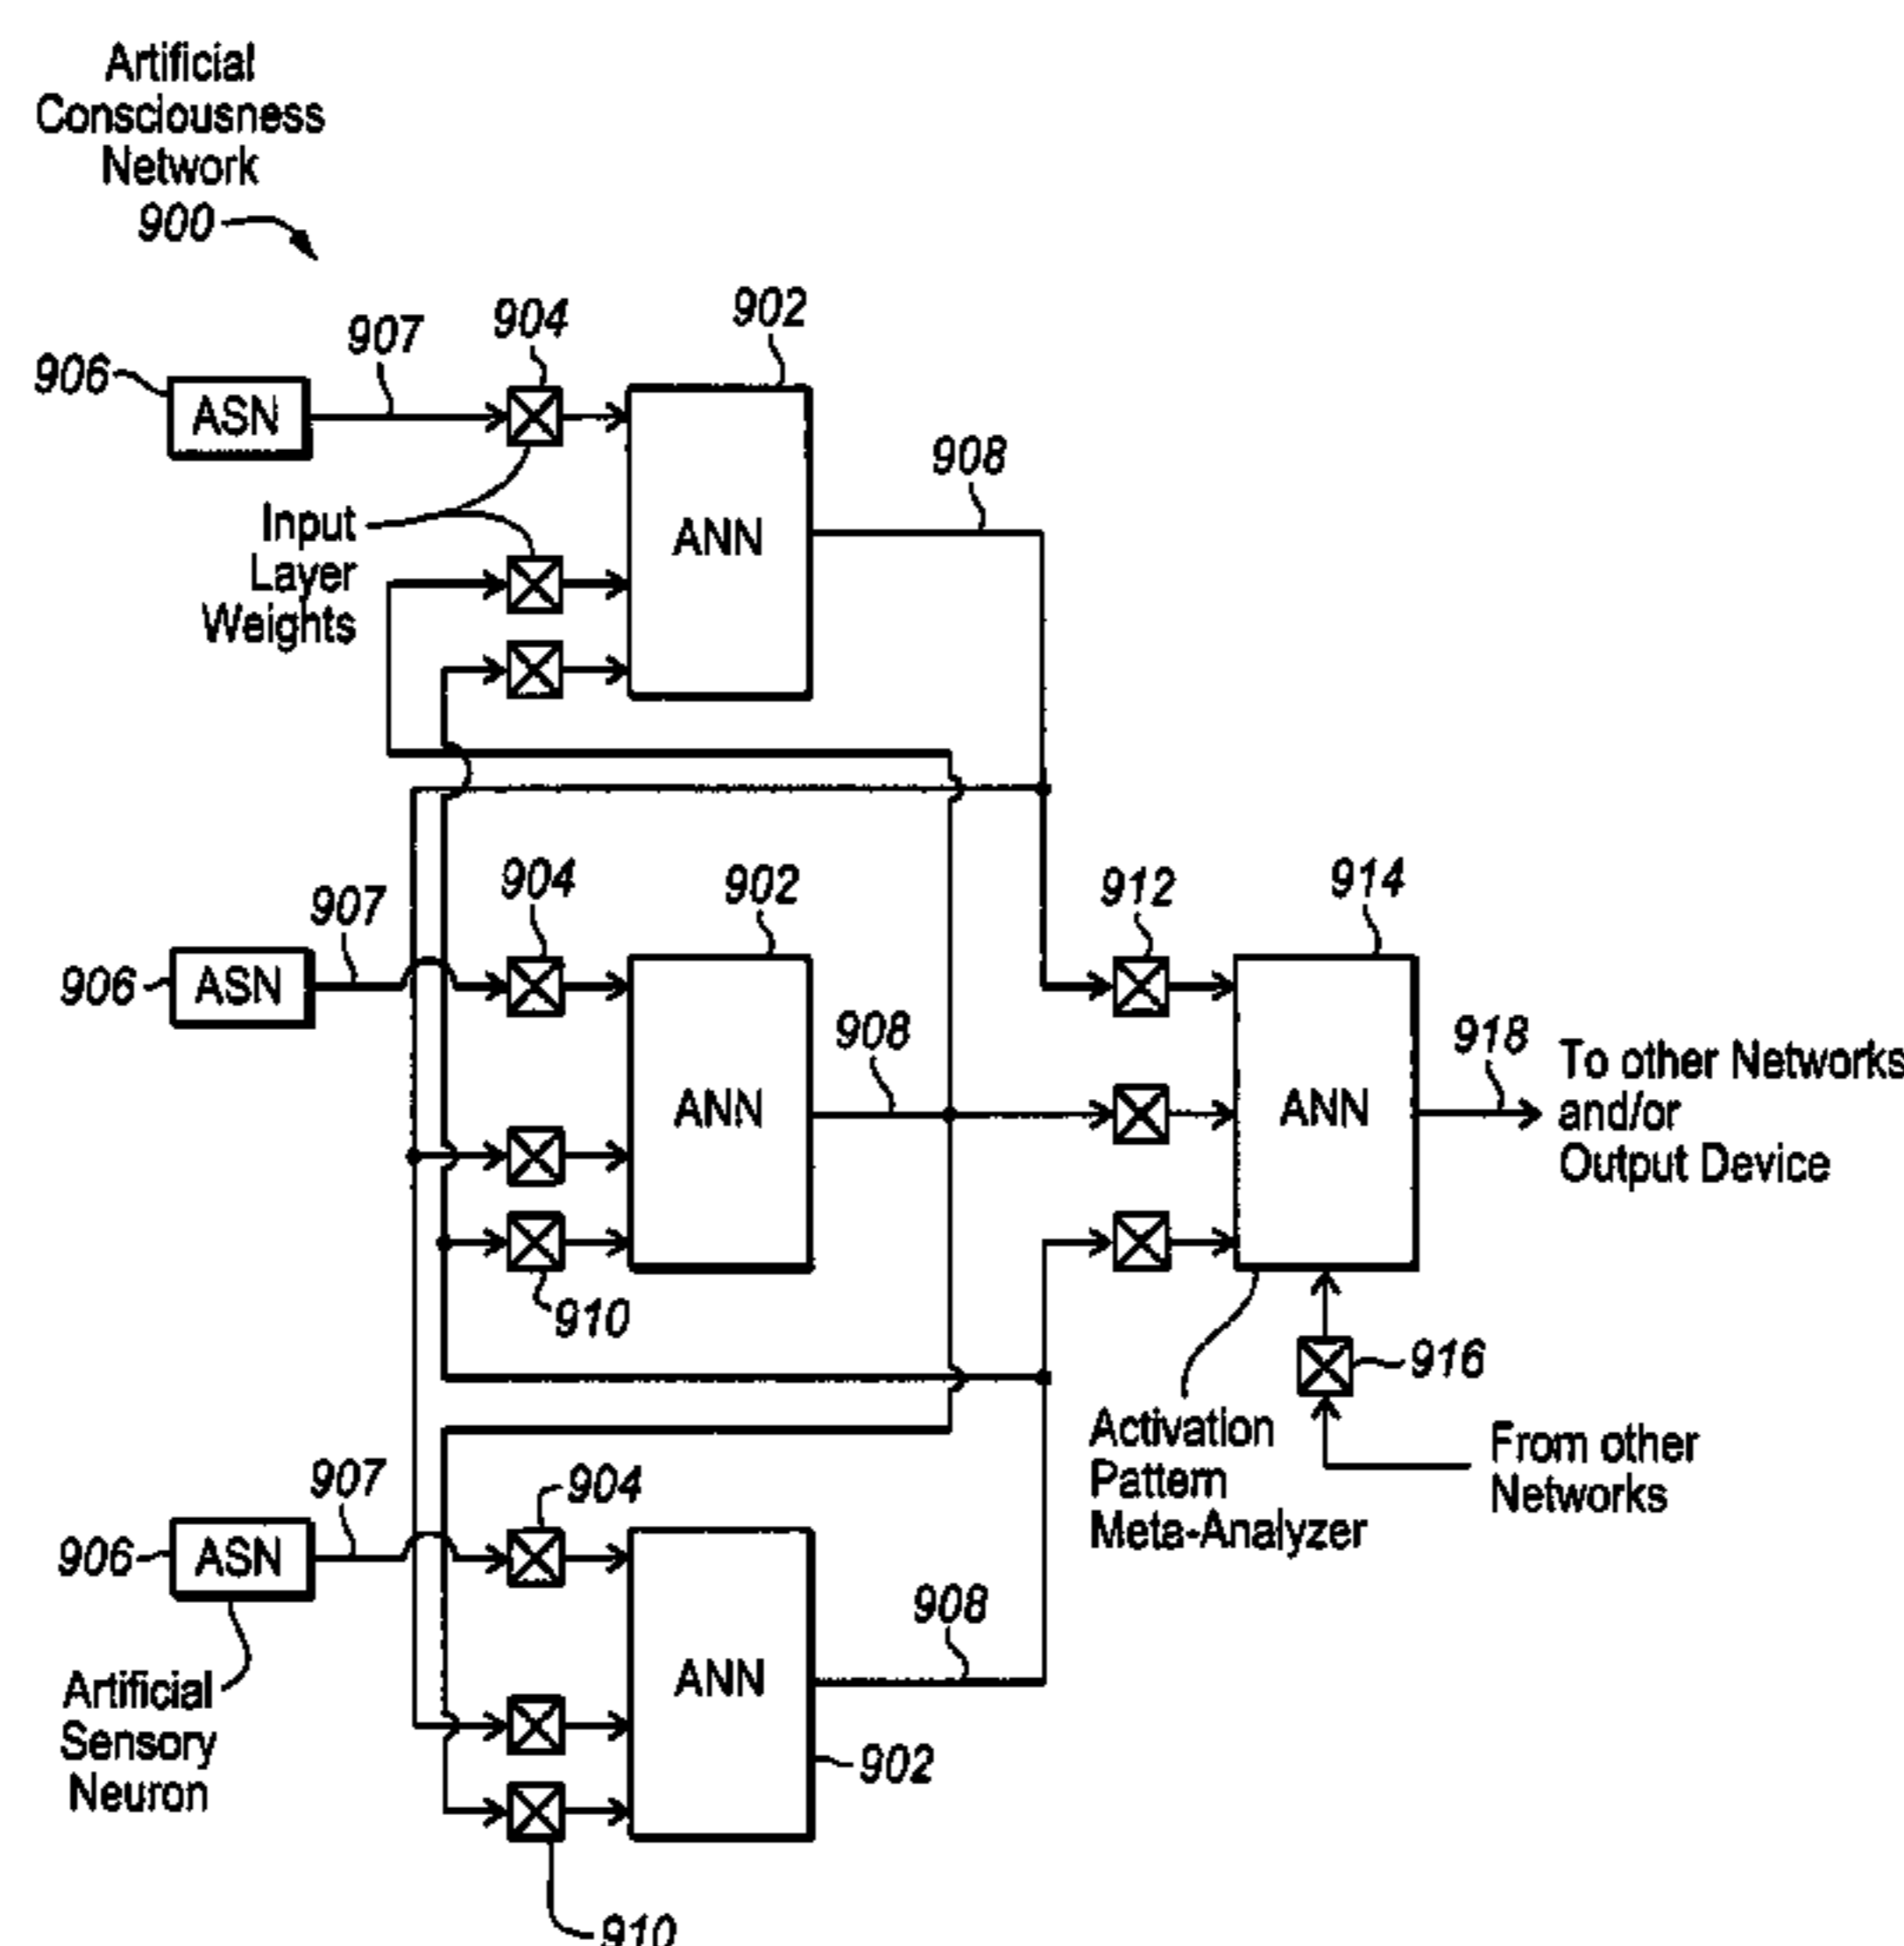 Artificial
Consciousness
Network
900
904
902
907
906
ASN
908
Input
Layer
Weights
ANN
904
902
912
914
907
906
ASN
908
918
ANN
ANN
To other Networks
and/or
Output Device
910
916
Activation
Pattern
Meta-Analyzer
From other
Networks
907
904
906
ASN
908
ANN
Artificial
Sensory
Neuron
902
910